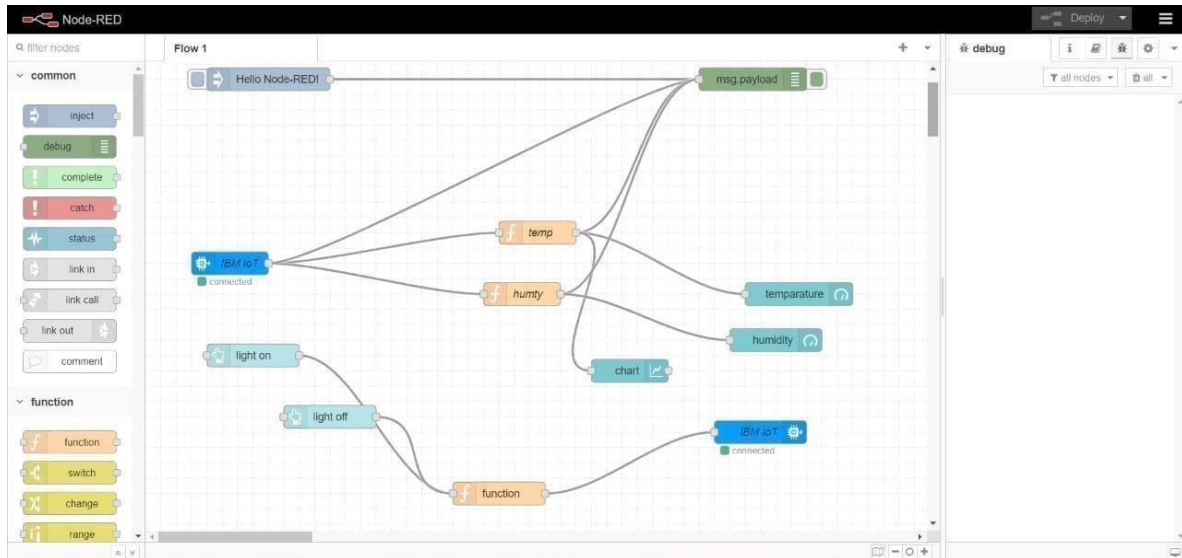 Node-RED
Deploy
filter nodes
Flow 1
debug
i
all nodes
all
common
inject
debug
complete
catch
status
link in
link call
link out
comment
function
function
switch
change
range
Hello Node-RED!
msg.payload
temp
IBM IoT
connected
humty
temparature
humidity
light on
chart
light off
IBM IoT
connected
function